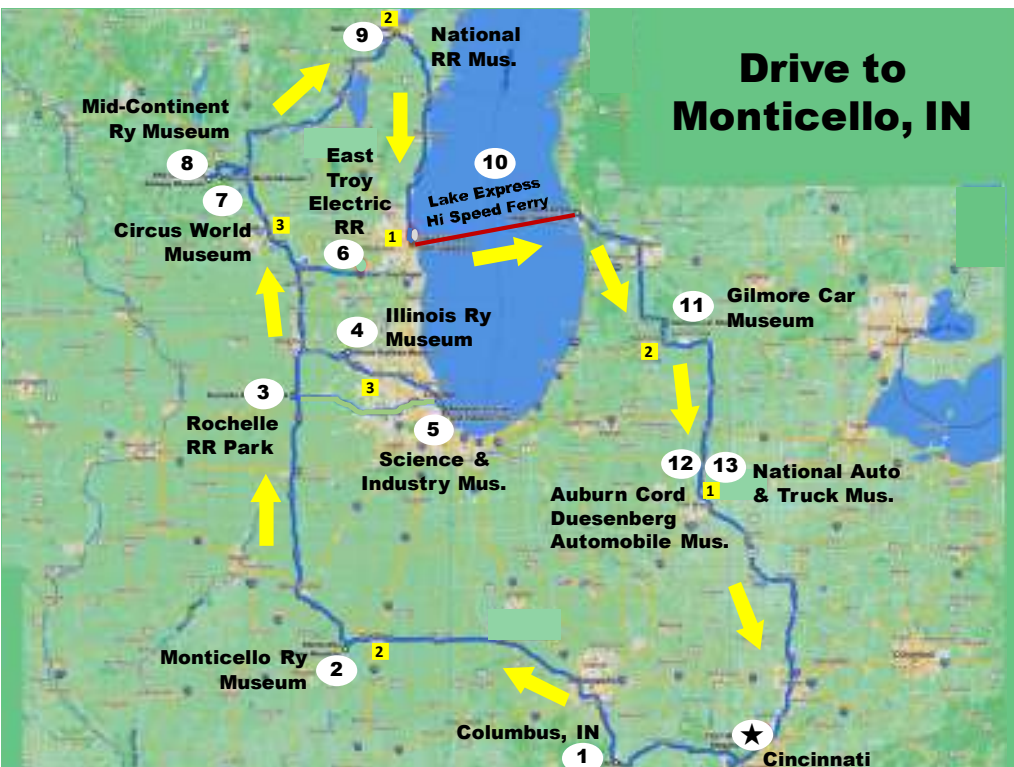 Drive to
Monticello, IN
2
9
National
RR Mus.
Mid-Continent
Ry Museum
8
7
Circus World
Museum
3
East
Troy
Electric
RR
6
1
10
Lake Express
Hi Speed Ferry
4
Illinois Ry
Museum
3
3
Rochelle
RR Park
5
Science &
Industry Mus.
11
Gilmore Car
Museum
2
12
13
National Auto
& Truck Mus.
1
Auburn Cord
Duesenberg
Automobile Mus.
Monticello Ry
Museum
2
2
Columbus, IN
1
Cincinnati